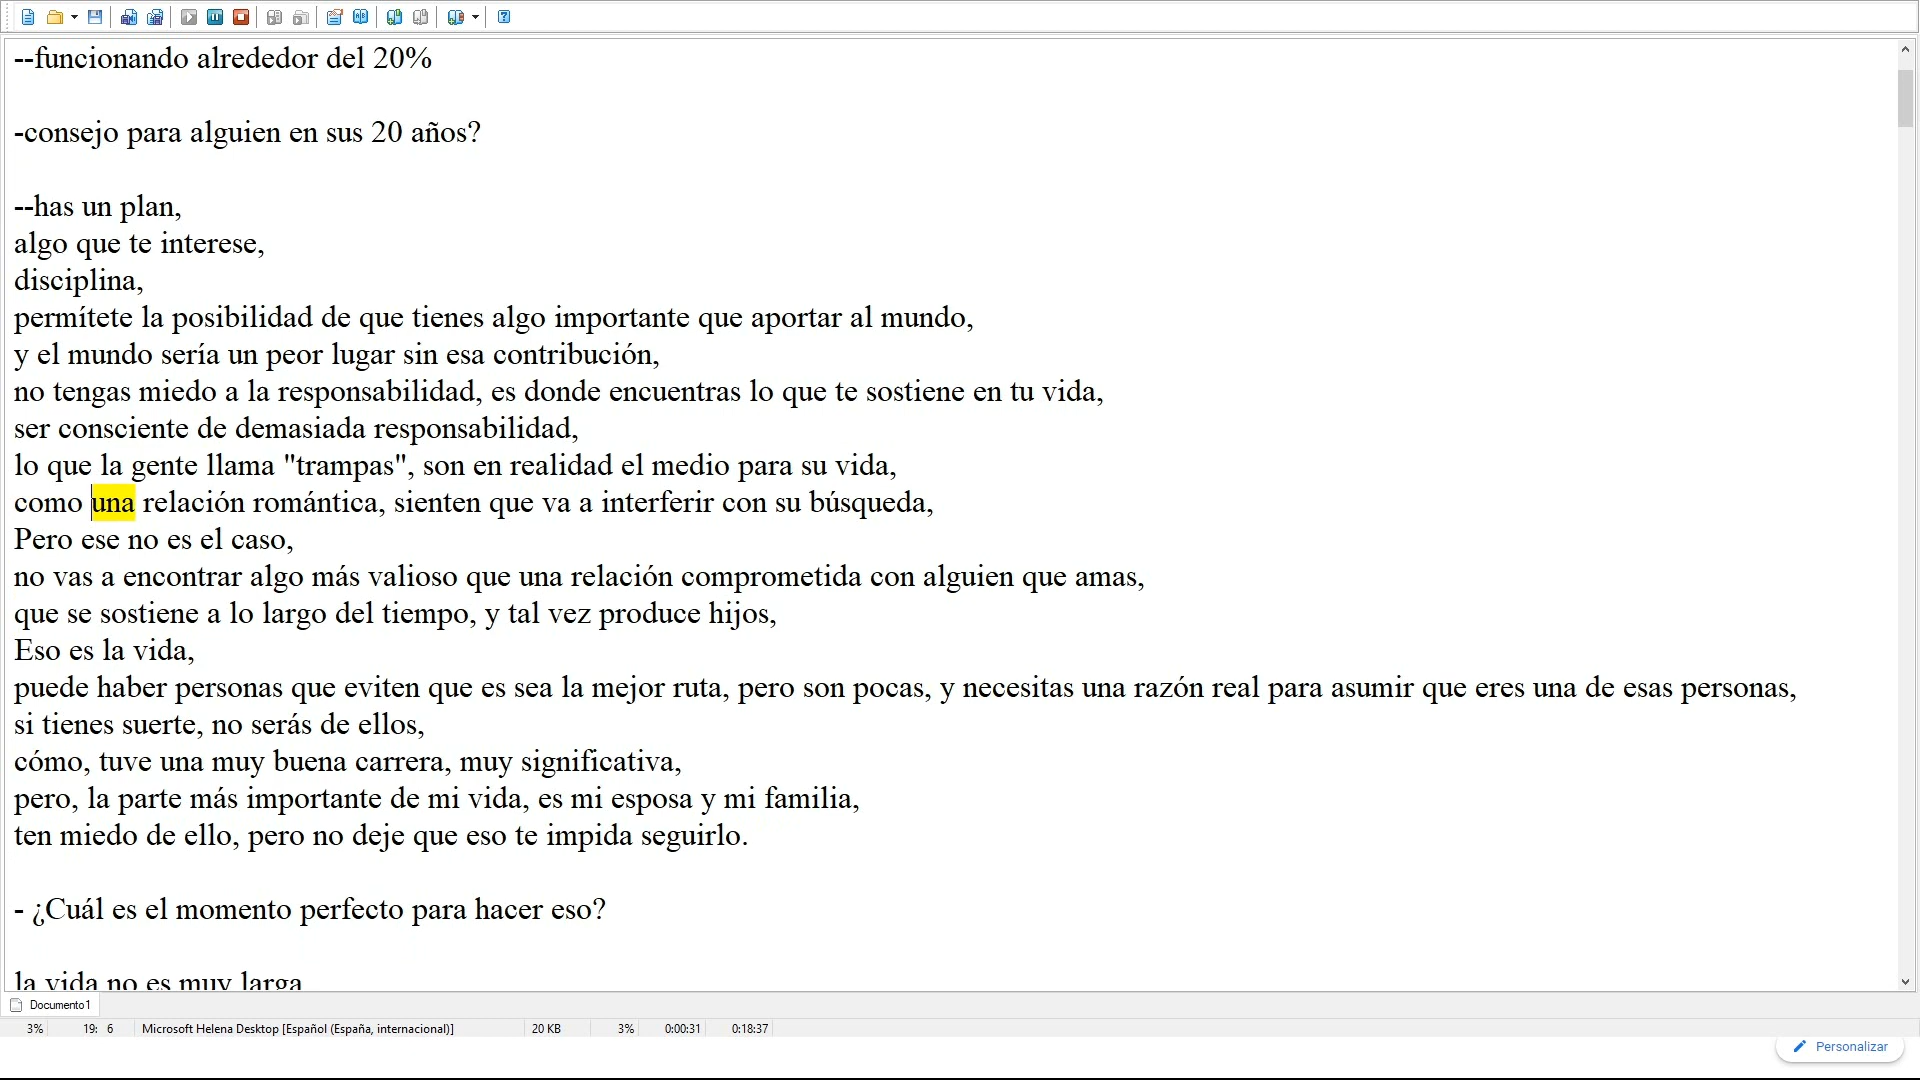 --funcionando alrededor del 20%
-consejo para alguien en sus 20 años?
--has un plan,
algo que te interese,
disciplina,
permítete la posibilidad de que tienes algo importante que aportar al mundo,
y el mundo sería un peor lugar sin esa contribución,
no tengas miedo a la responsabilidad, es donde encuentras lo que te sostiene en tu vida,
ser consciente de demasiada responsabilidad,
lo que la gente llama "trampas", son en realidad el medio para su vida,
como una relación romántica, sienten que va a interferir con su búsqueda,
Pero ese no es el caso,
no vas a encontrar algo más valioso que una relación comprometida con alguien que amas,
que se sostiene a lo largo del tiempo, y tal vez produce hijos,
Eso es la vida,
puede haber personas que eviten que es sea la mejor ruta, pero son pocas, y necesitas una razón real para asumir que eres una de esas personas,
si tienes suerte, no serás de ellos,
cómo, tuve una muy buena carrera, muy significativa,
pero, la parte más importante de mi vida, es mi esposa y mi familia,
ten miedo de ello, pero no deje que eso te impida seguirlo.
- ¿Cuál es el momento perfecto para hacer eso?
la vida no es muy larga
Documento1
3% 19: 6 Microsoft Helena Desktop [Español (España, internacional)] 20 KB 3% 0:00:31 0:18:37
Personalizar